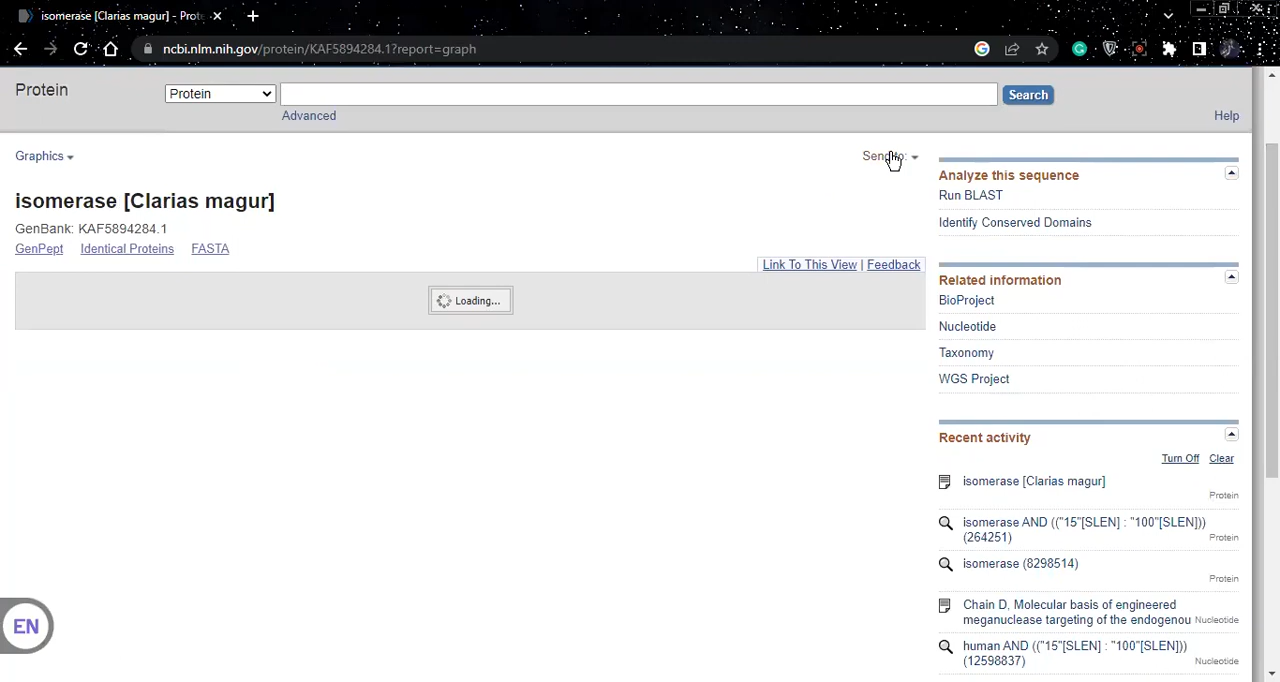 isomerase [Clarias magur] - Prote
ncbi.nlm.nih.gov/protein/KAF5894284.1?report=graph
Protein
Protein
Search
Advanced
Help
Graphics
Send to:
isomerase [Clarias magur]
GenBank: KAF5894284.1
GenPept Identical Proteins FASTA
Link To This View | Feedback
Loading...
Analyze this sequence
Run BLAST
Identify Conserved Domains
Related information
BioProject
Nucleotide
Taxonomy
WGS Project
Recent activity
Turn Off Clear
isomerase [Clarias magur]
Protein
isomerase AND (("15"[SLEN] : "100"[SLEN]))
(264251)
Protein
isomerase (8298514)
Protein
Chain D, Molecular basis of engineered
meganuclease targeting of the endogenou
Nucleotide
human AND (("15"[SLEN] : "100"[SLEN]))
(12598837)
Nucleotide
EN